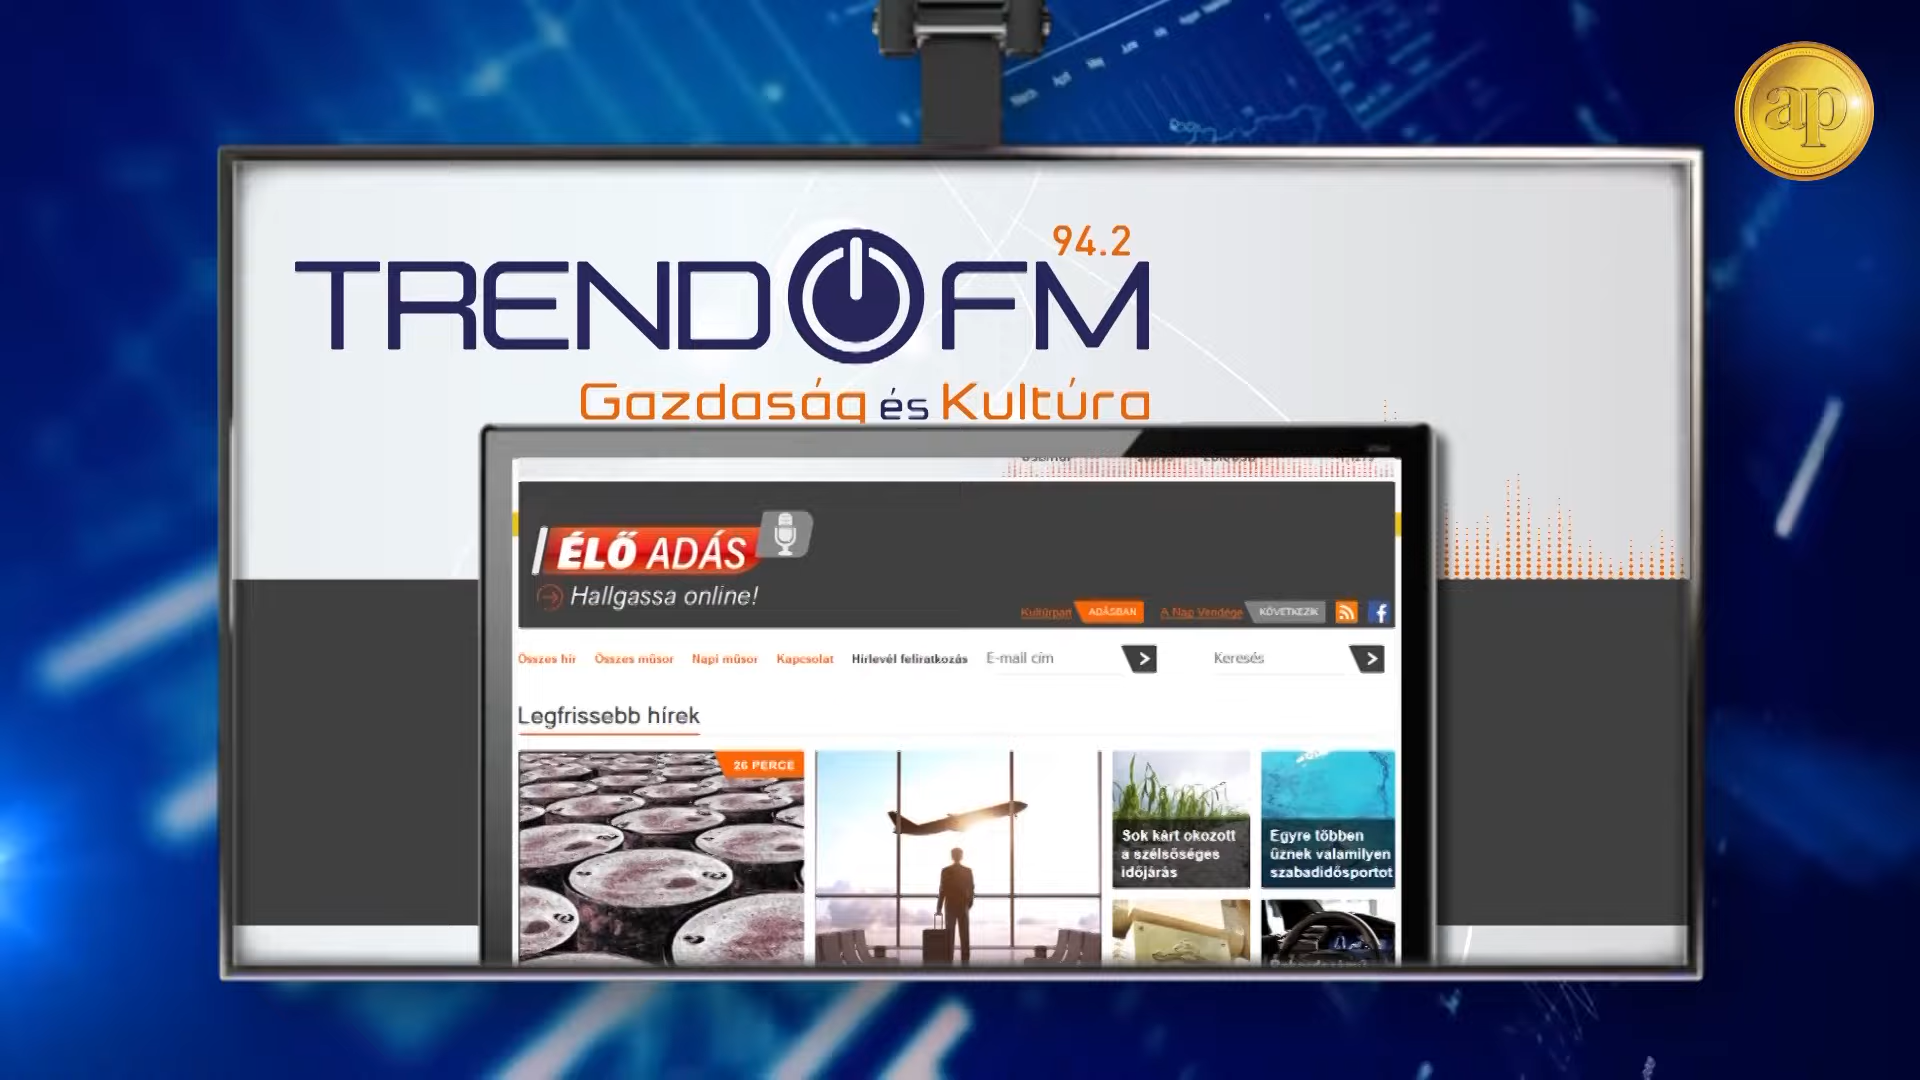 ap
94.2
TREND FM
Gazdaság és Kultúra
ÉLŐ ADÁS
Hallgassa online!
Kultúrpart ADÁSBAN A Nap Vendége KÖVETKEZIK
Összes hír Összes műsor Napi műsor Kapcsolat Hírlevél feliratkozás E-mail cím Keresés
Legfrissebb hírek
26 PERCE
Sok kárt okozott
a szélsőséges
időjárás
Egyre többen
űznek valamilyen
szabadidősportot